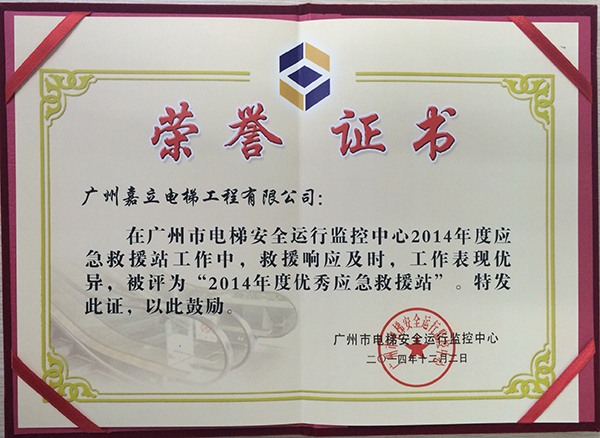 荣誉证书
广州嘉立电梯工程有限公司：
在广州市电梯安全运行监控中心2014年度应
急救援站工作中，救援响应及时，工作表现优
异，被评为“2014年度优秀应急救援站”。特发
此证，以此鼓励。
广州市电梯安全运行监控中心
二〇一四年十二月二日